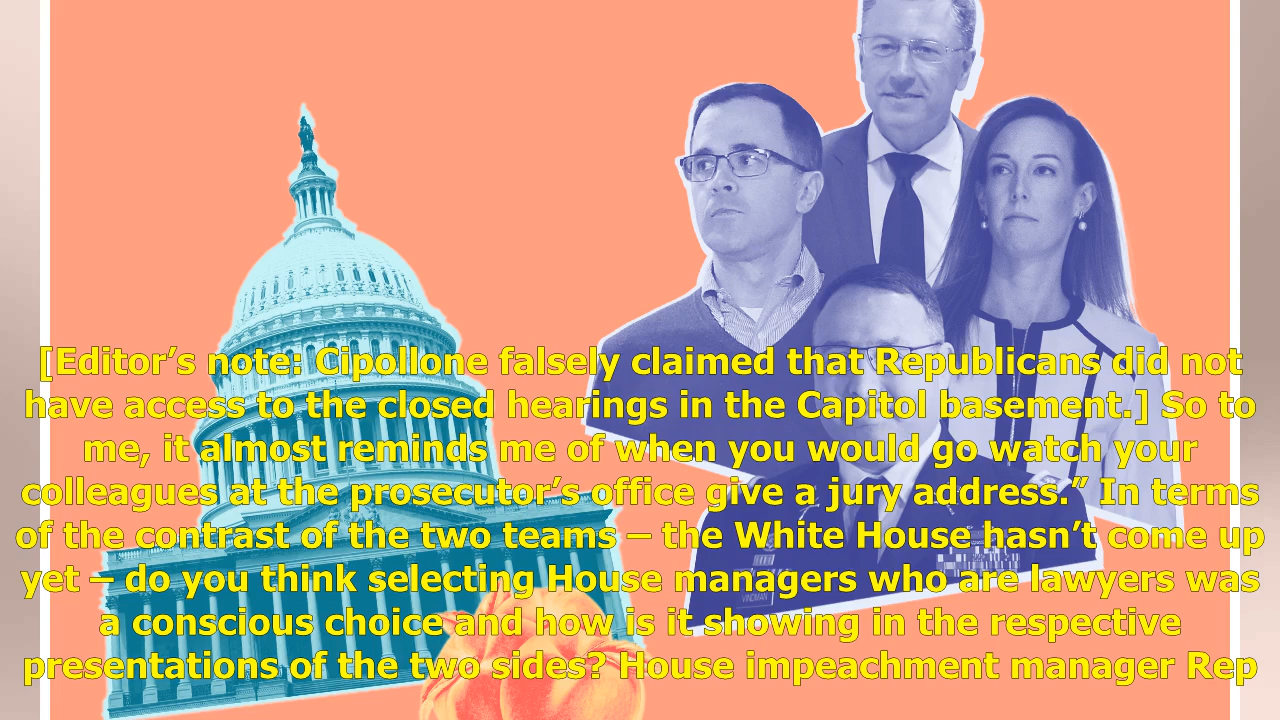 [Editor’s note: Cipollone falsely claimed that Republicans did not
have access to the closed hearings in the Capitol basement.] So to
me, it almost reminds me of when you would go watch your
colleagues at the prosecutor’s office give a jury address.” In terms
of the contrast of the two teams – the White House hasn’t come up
yet – do you think selecting House managers who are lawyers was
a conscious choice and how is it showing in the respective
presentations of the two sides? House impeachment manager Rep
VINDMAN